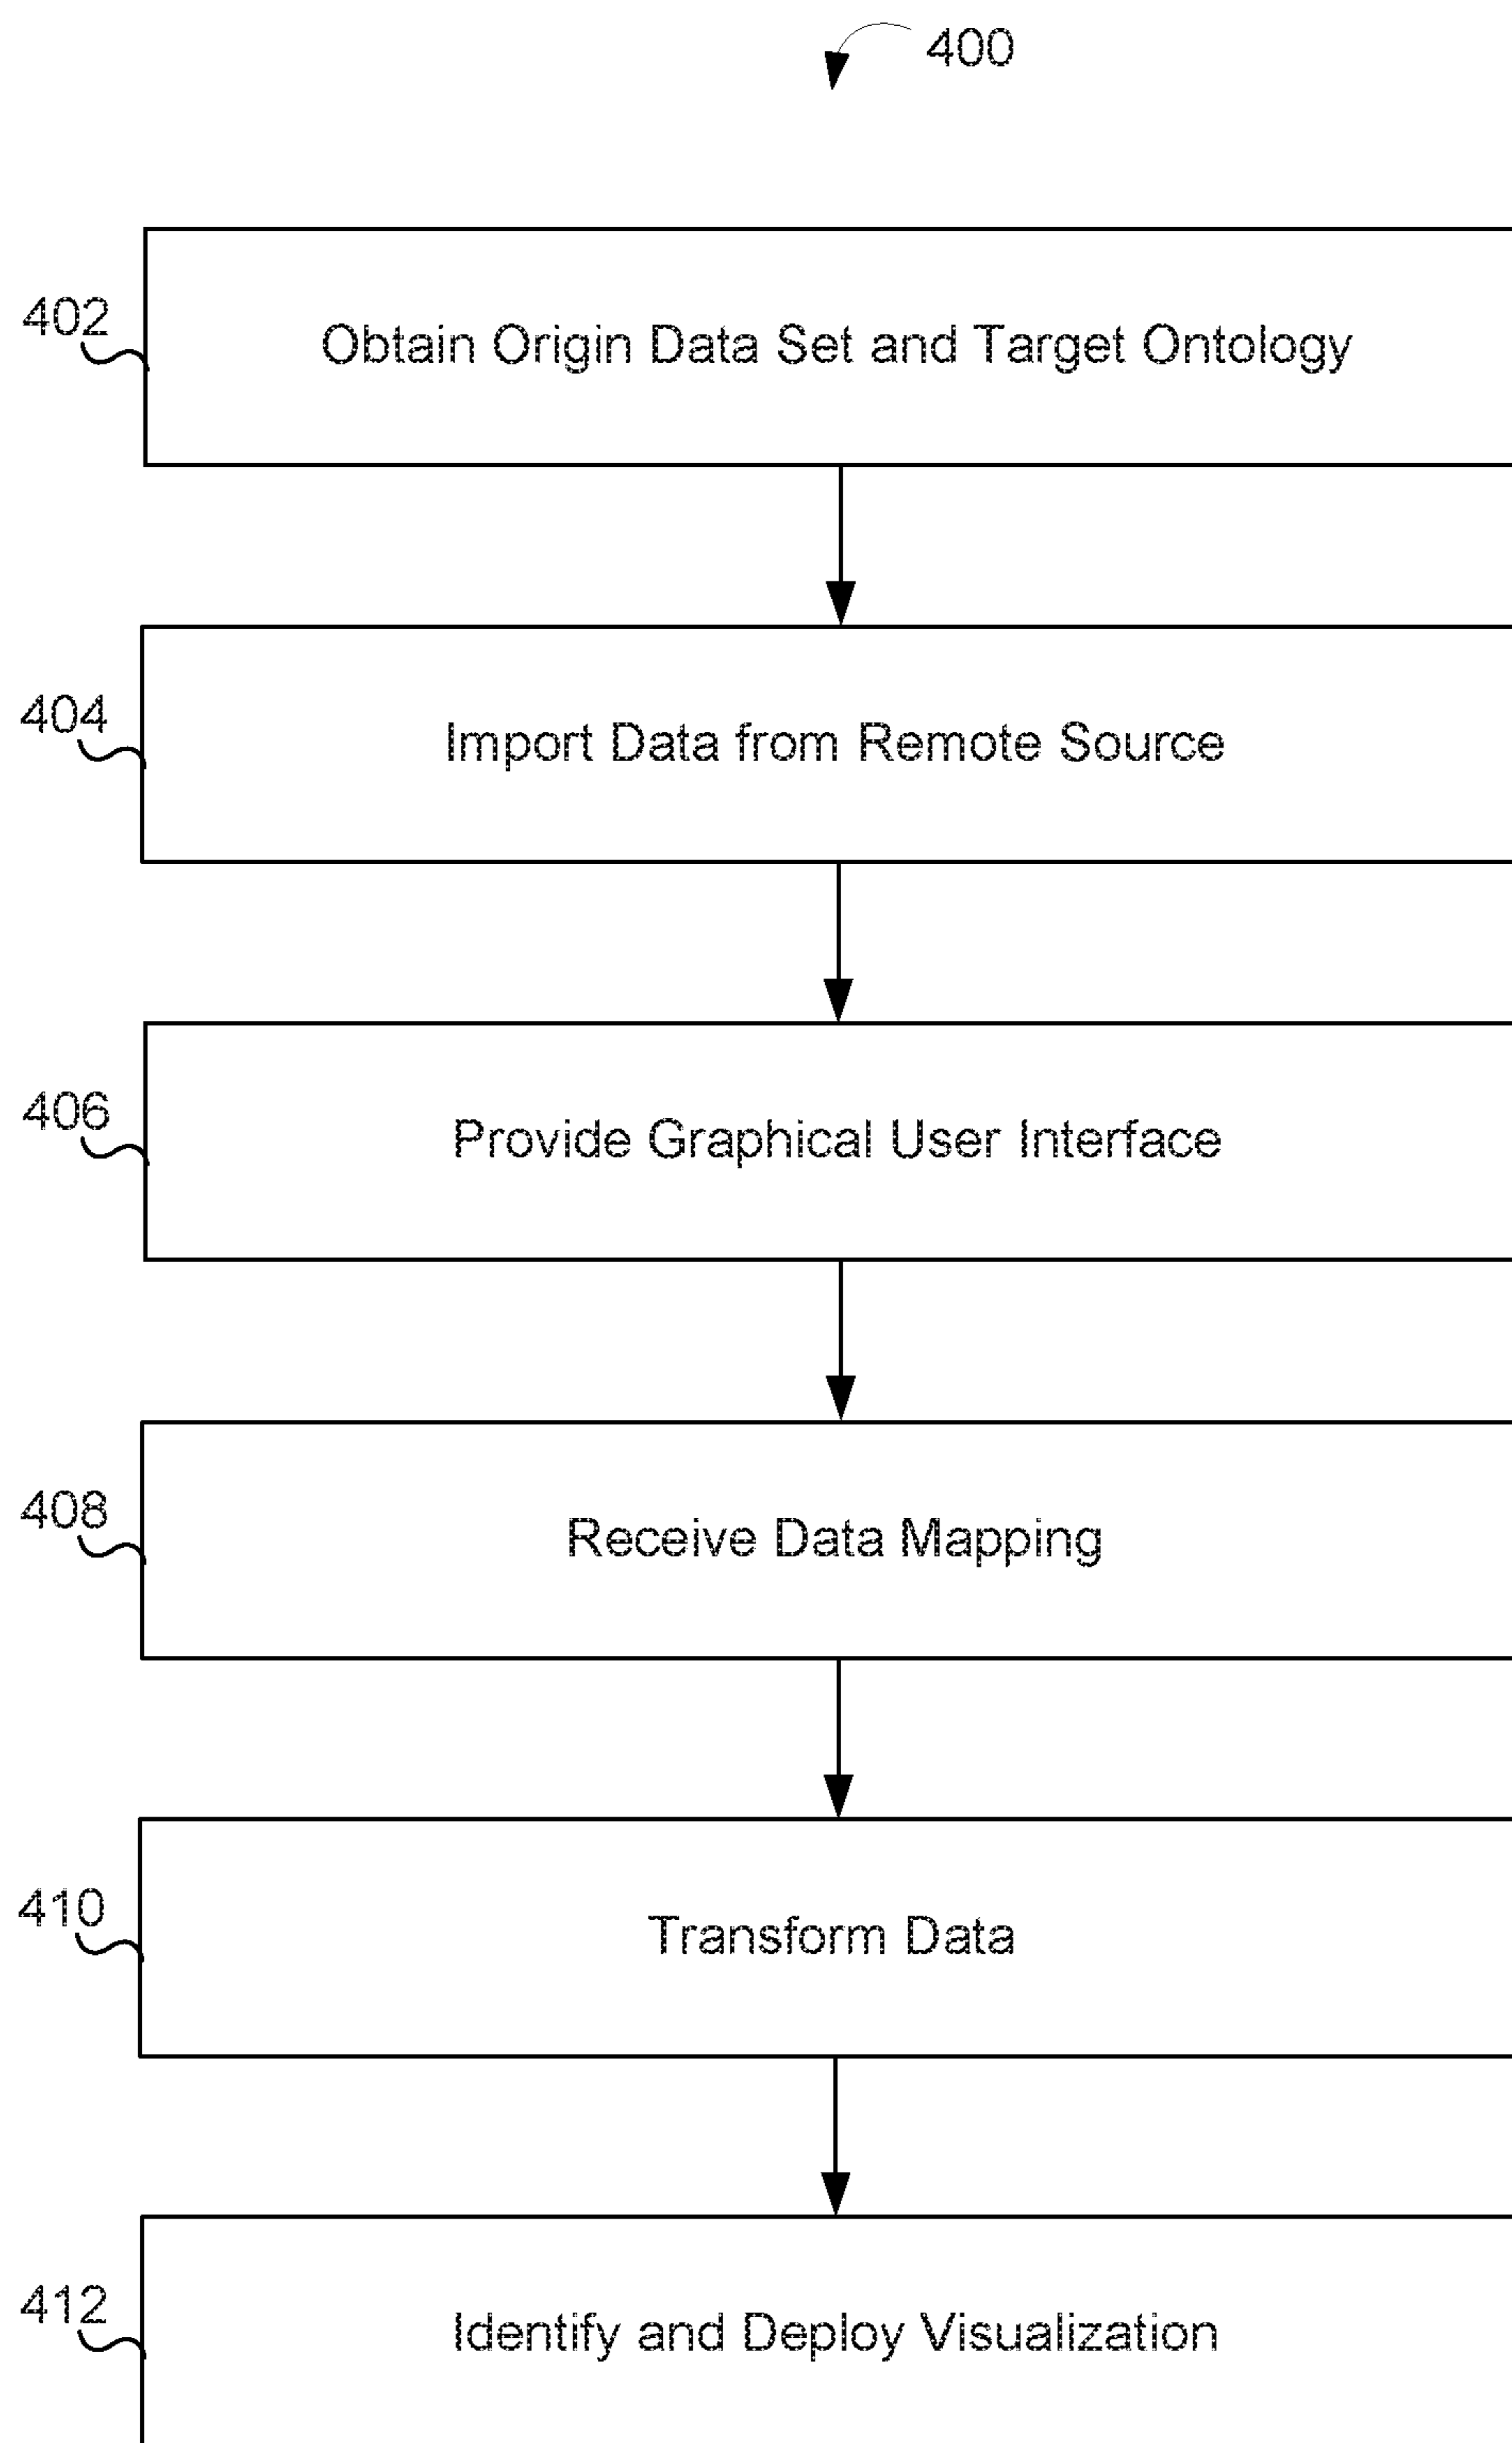 400
402
Obtain Origin Data Set and Target Ontology
404
Import Data from Remote Source
406
Provide Graphical User Interface
408
Receive Data Mapping
410
Transform Data
412
Identify and Deploy Visualization